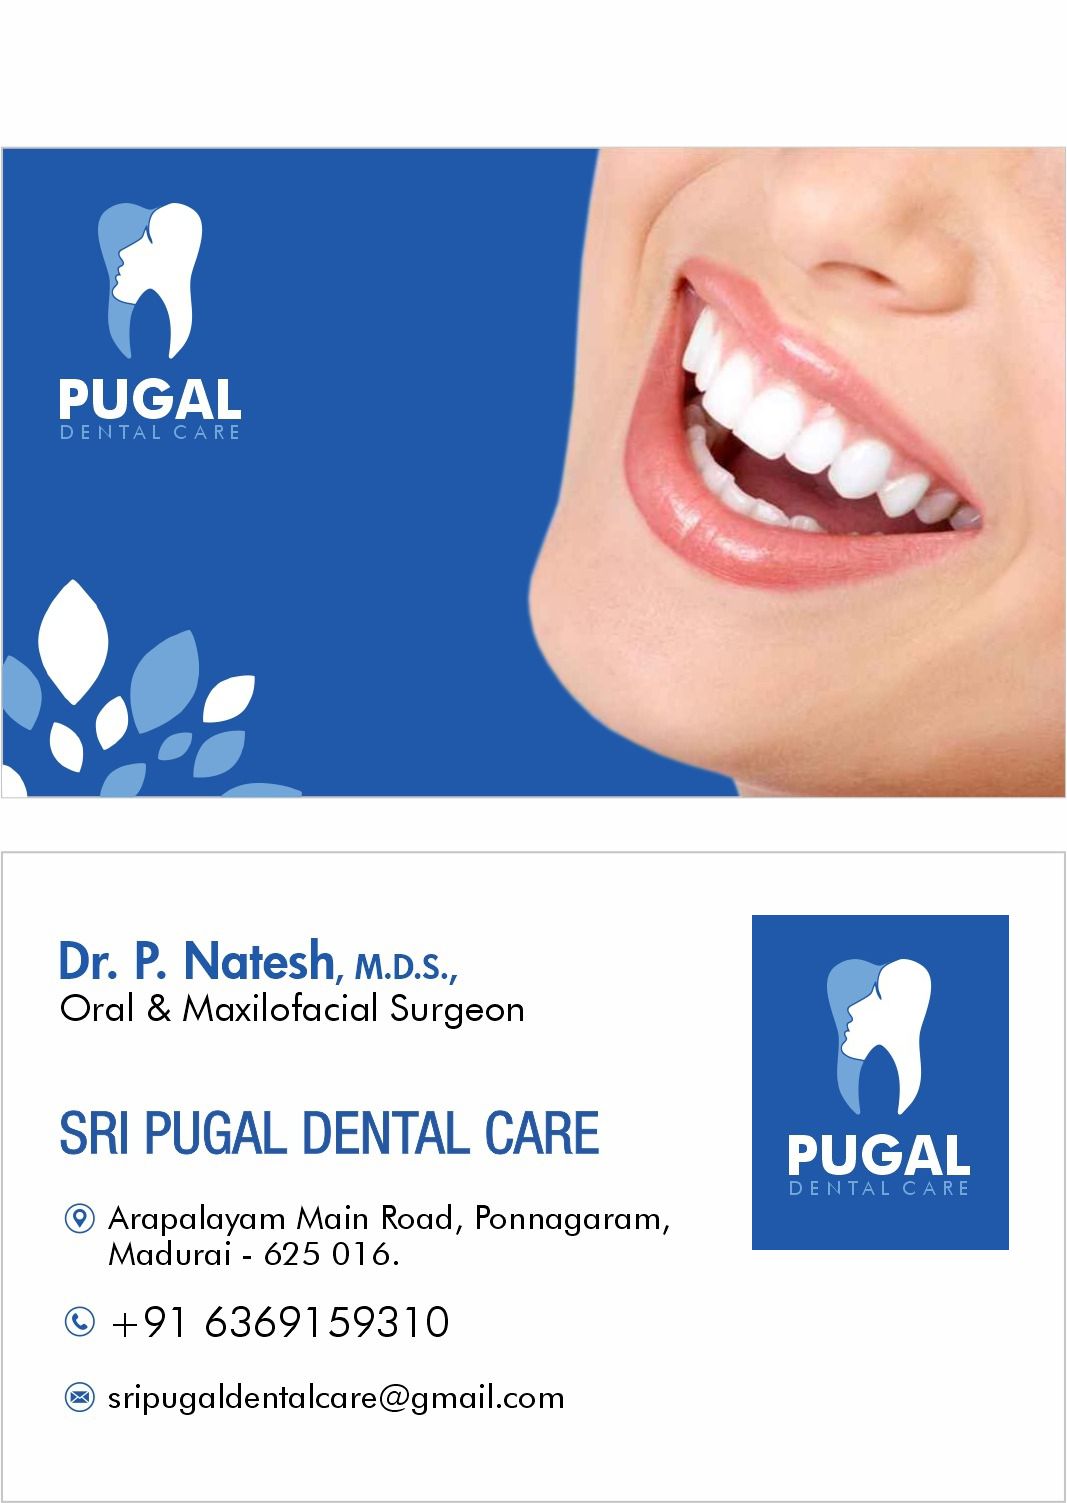 PUGAL
DENTAL CARE
Dr. P. Natesh, M.D.S.,
Oral & Maxilofacial Surgeon
SRI PUGAL DENTAL CARE
Arapalayam Main Road, Ponnagaram,
Madurai - 625 016.
+91 6369159310
sripugaldentalcare@gmail.com
PUGAL
DENTAL CARE